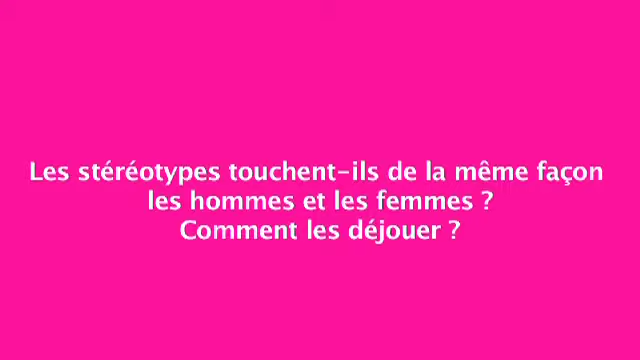 Les stéréotypes touchent-ils de la même façon
les hommes et les femmes ?
Comment les déjouer ?